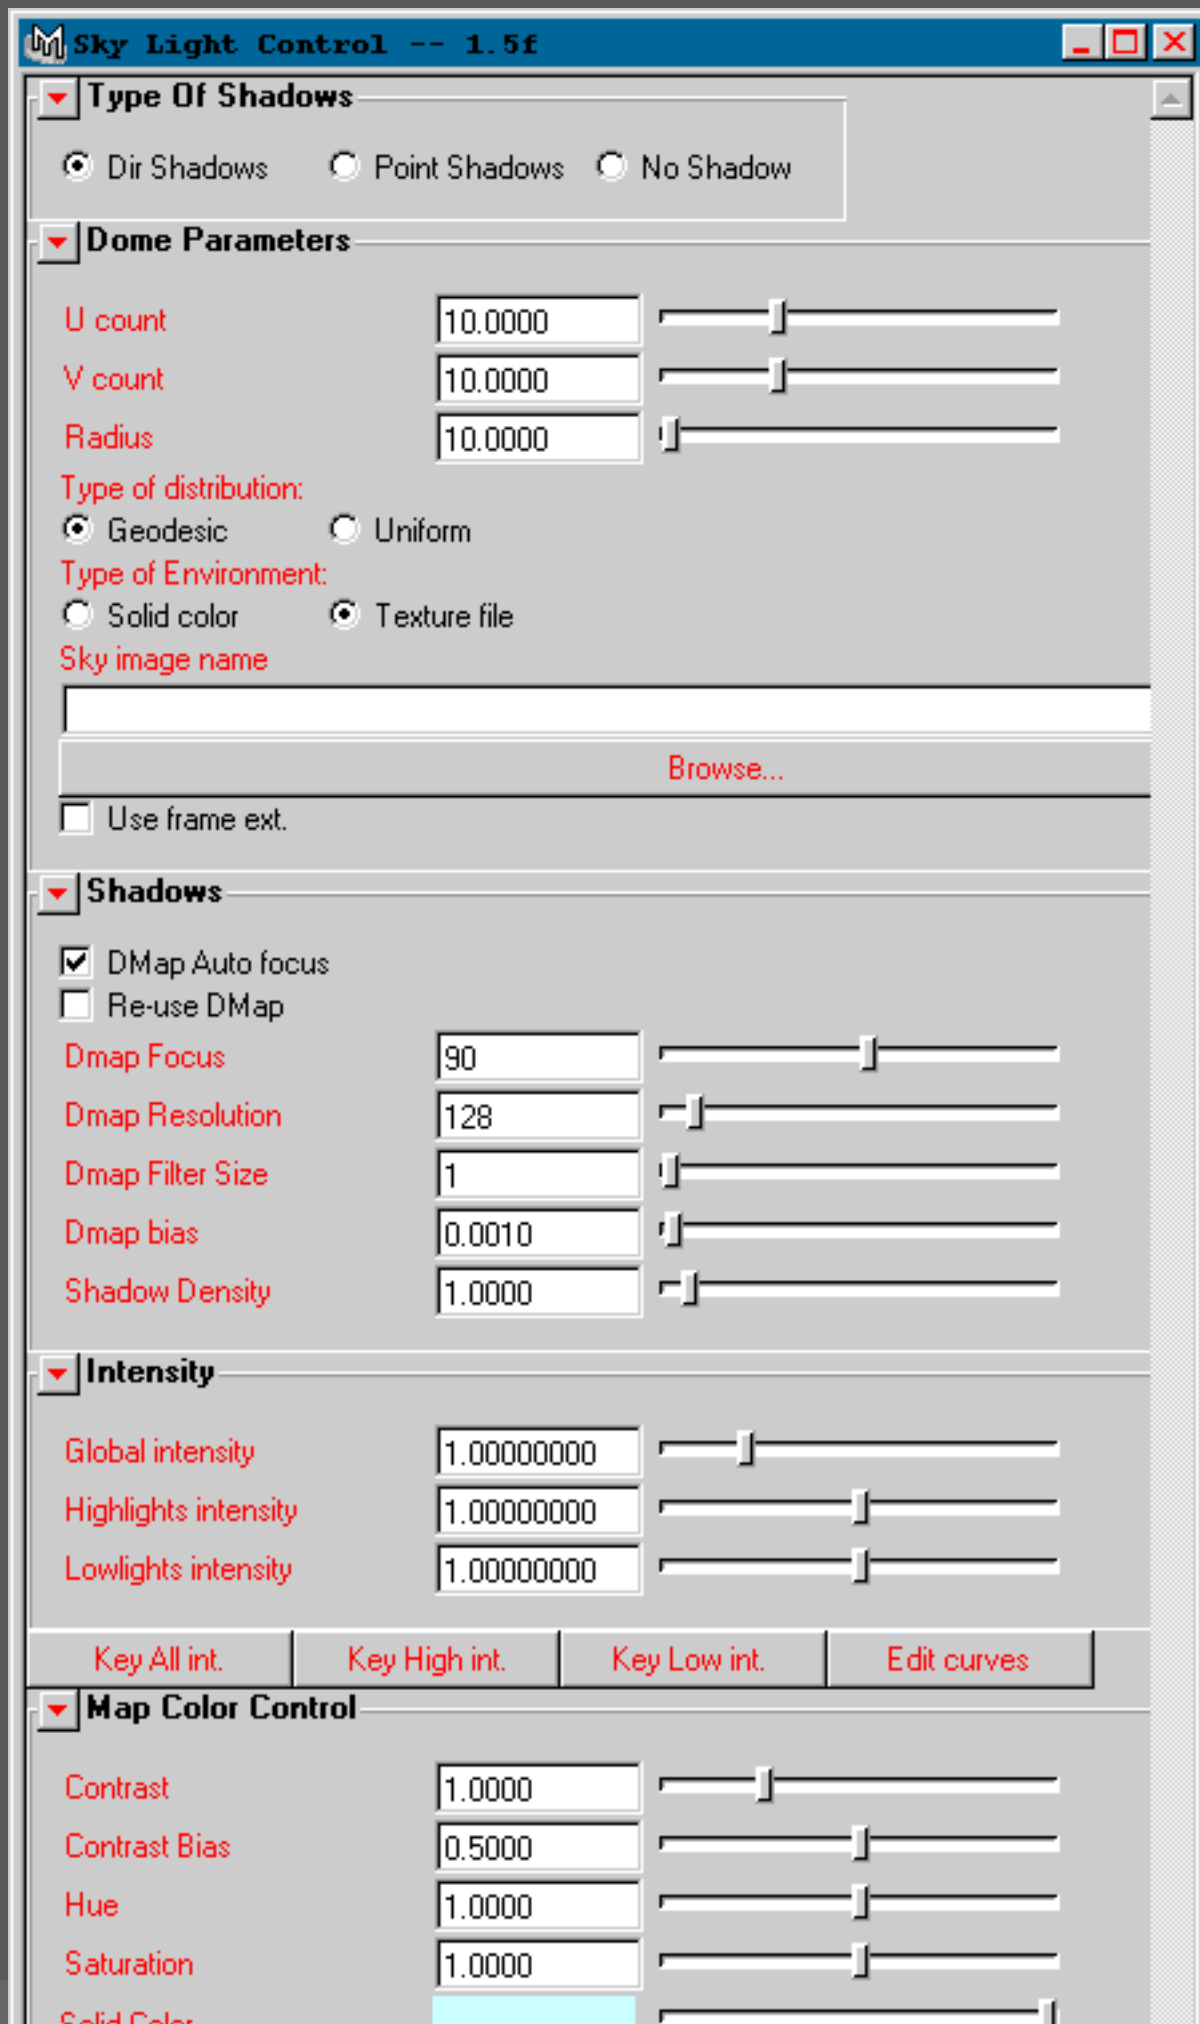 Sky Light Control -- 1.5f
Type Of Shadows
Dir Shadows Point Shadows No Shadow
Dome Parameters
U count 10.0000
V count 10.0000
Radius 10.0000
Type of distribution:
Geodesic Uniform
Type of Environment:
Solid color Texture file
Sky image name
Browse...
Use frame ext.
Shadows
DMap Auto focus
Re-use DMap
Dmap Focus 90
Dmap Resolution 128
Dmap Filter Size 1
Dmap bias 0.0010
Shadow Density 1.0000
Intensity
Global intensity 1.00000000
Highlights intensity 1.00000000
Lowlights intensity 1.00000000
Key All int. Key High int. Key Low int. Edit curves
Map Color Control
Contrast 1.0000
Contrast Bias 0.5000
Hue 1.0000
Saturation 1.0000
Solid Color